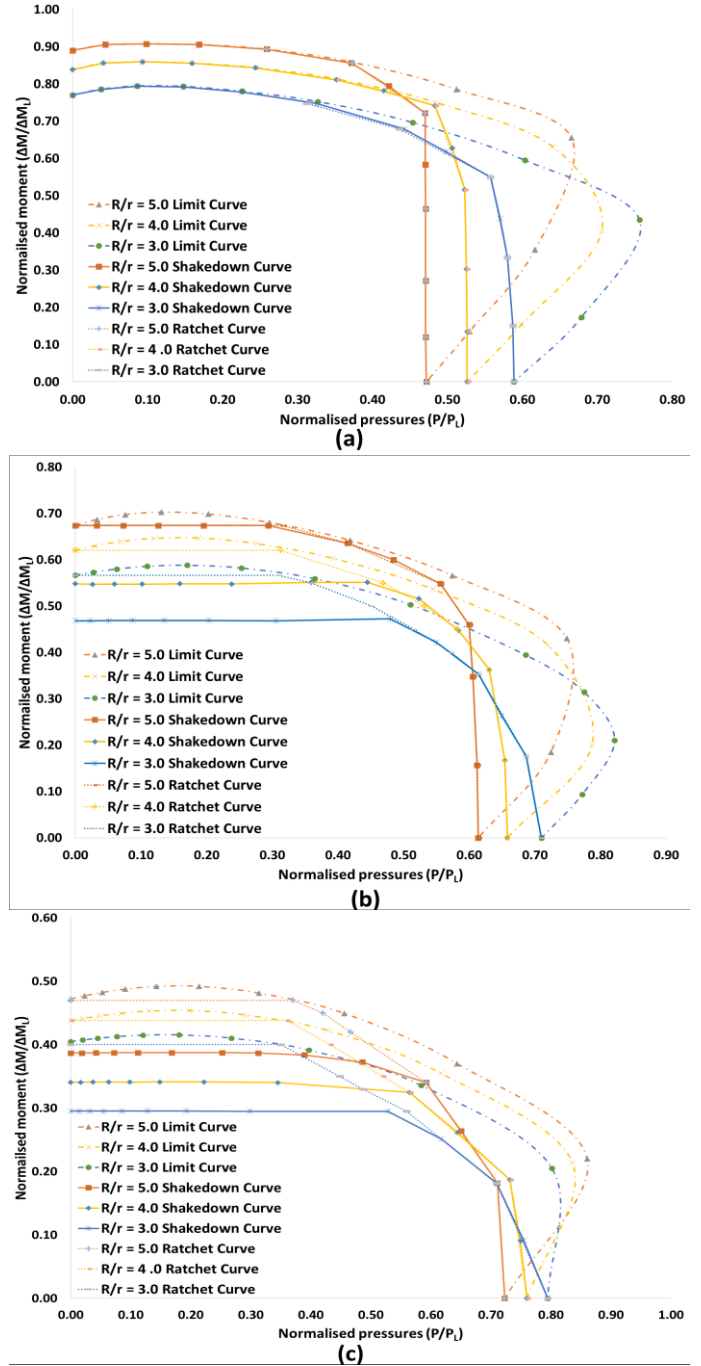 1.00
0.90
0.80
0.70
0.60
0.50
0.40
0.30
0.20
0.10
0.00
Normailsed moment (ΔM/ΔM_L)
R/r = 5.0 Limit Curve
R/r = 4.0 Limit Curve
R/r = 3.0 Limit Curve
R/r = 5.0 Shakedown Curve
R/r = 4.0 Shakedown Curve
R/r = 3.0 Shakedown Curve
R/r = 5.0 Ratchet Curve
R/r = 4 .0 Ratchet Curve
R/r = 3.0 Ratchet Curve
0.00 0.10 0.20 0.30 0.40 0.50 0.60 0.70 0.80
Normalised pressures (P/P_L)
(a)
0.80
0.70
0.60
0.50
0.40
0.30
0.20
0.10
0.00
Normalised moment (ΔM/ΔM_L)
R/r = 5.0 Limit Curve
R/r = 4.0 Limit Curve
R/r = 3.0 Limit Curve
R/r = 5.0 Shakedown Curve
R/r = 4.0 Shakedown Curve
R/r = 3.0 Shakedown Curve
R/r = 5.0 Ratchet Curve
R/r = 4.0 Ratchet Curve
R/r = 3.0 Ratchet Curve
0.00 0.10 0.20 0.30 0.40 0.50 0.60 0.70 0.80 0.90
Normalised pressures (P/P_L)
(b)
0.60
0.50
0.40
0.30
0.20
0.10
0.00
Normalised moment (ΔM/ΔM_L)
R/r = 5.0 Limit Curve
R/r = 4.0 Limit Curve
R/r = 3.0 Limit Curve
R/r = 5.0 Shakedown Curve
R/r = 4.0 Shakedown Curve
R/r = 3.0 Shakedown Curve
R/r = 5.0 Ratchet Curve
R/r = 4 .0 Ratchet Curve
R/r = 3.0 Ratchet Curve
0.00 0.10 0.20 0.30 0.40 0.50 0.60 0.70 0.80 0.90 1.00
Normalised pressures (P/P_L)
(c)